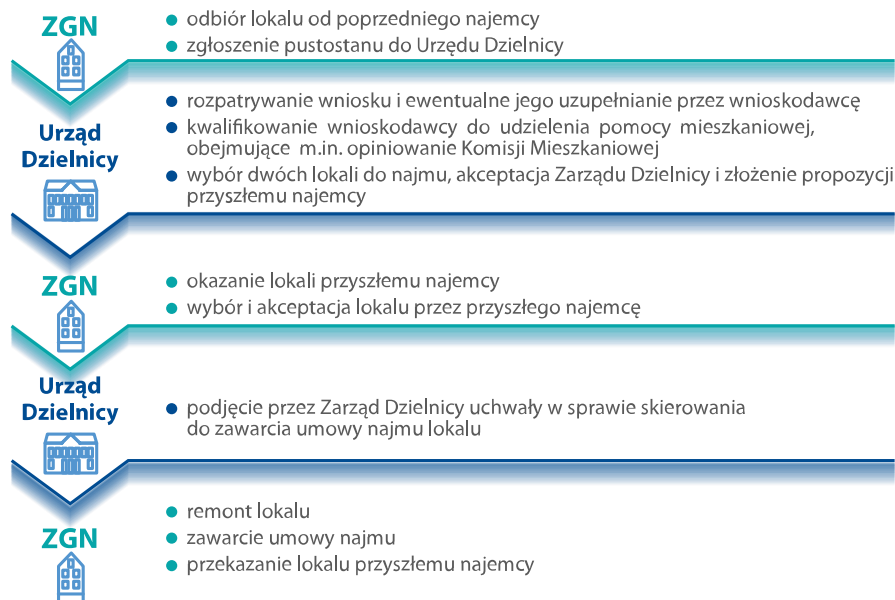 ZGN
● odbiór lokalu od poprzedniego najemcy
● zgłoszenie pustostanu do Urzędu Dzielnicy
Urząd
Dzielnicy
● rozpatrywanie wniosku i ewentualne jego uzupełnianie przez wnioskodawcę
● kwalifikowanie wnioskodawcy do udzielenia pomocy mieszkaniowej,
obejmujące m.in. opiniowanie Komisji Mieszkaniowej
● wybór dwóch lokali do najmu, akceptacja Zarządu Dzielnicy i złożenie propozycji
przyszłemu najemcy
ZGN
● okazanie lokali przyszłemu najemcy
● wybór i akceptacja lokalu przez przyszłego najemcę
Urząd
Dzielnicy
● podjęcie przez Zarząd Dzielnicy uchwały w sprawie skierowania
do zawarcia umowy najmu lokalu
ZGN
● remont lokalu
● zawarcie umowy najmu
● przekazanie lokalu przyszłemu najemcy